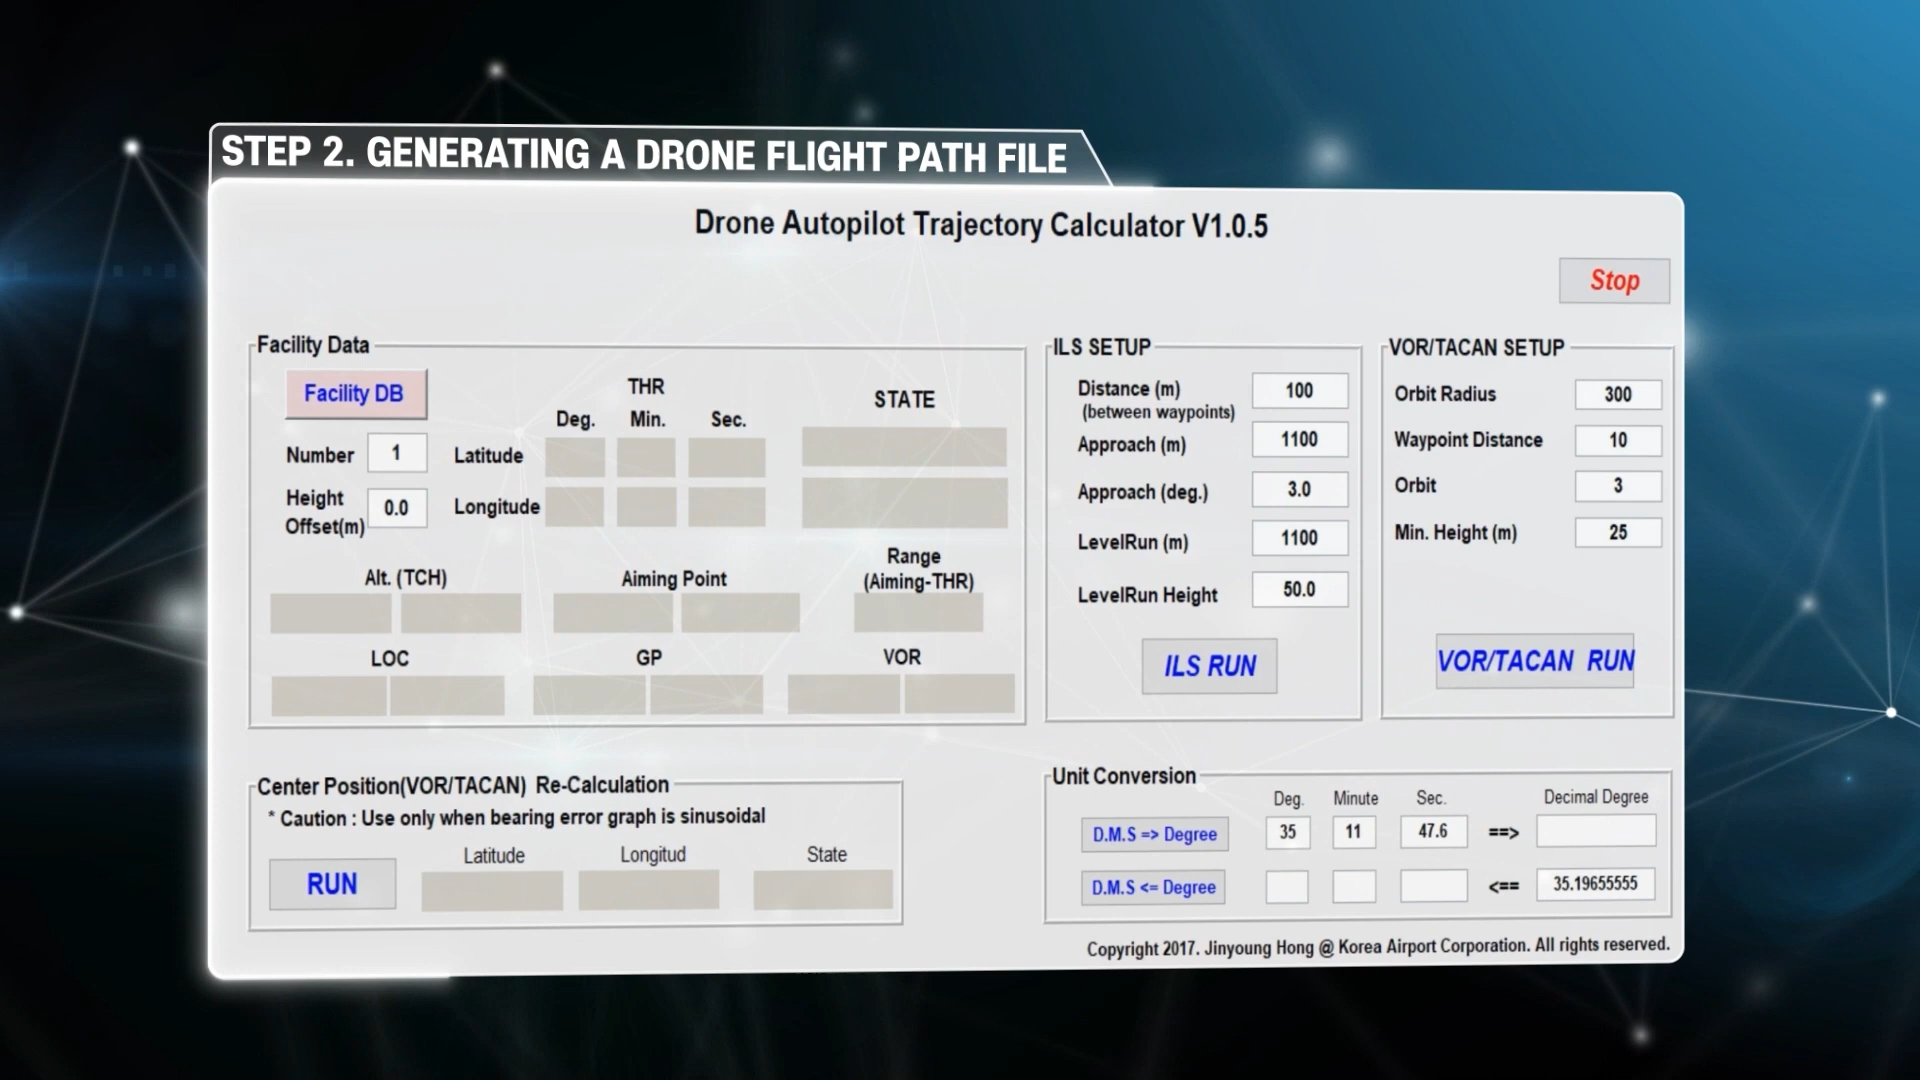 STEP 2. GENERATING A DRONE FLIGHT PATH FILE
Drone Autopilot Trajectory Calculator V1.0.5
Stop
Facility Data
Facility DB
THR
Deg. Min. Sec.
STATE
Number 1
Latitude
Height
Offset(m) 0.0
Longitude
Alt. (TCH)
Aiming Point
Range
(Aiming-THR)
LOC
GP
VOR
ILS SETUP
Distance (m) 100
(between waypoints)
Approach (m) 1100
Approach (deg.) 3.0
LevelRun (m) 1100
LevelRun Height 50.0
ILS RUN
VOR/TACAN SETUP
Orbit Radius 300
Waypoint Distance 10
Orbit 3
Min. Height (m) 25
VOR/TACAN RUN
Center Position(VOR/TACAN) Re-Calculation
* Caution : Use only when bearing error graph is sinusoidal
Latitude Longitud State
RUN
Unit Conversion
Deg. Minute Sec. Decimal Degree
D.M.S => Degree 35 11 47.6 ==>
D.M.S <= Degree <== 35.19655555
Copyright 2017. Jinyoung Hong @ Korea Airport Corporation. All rights reserved.